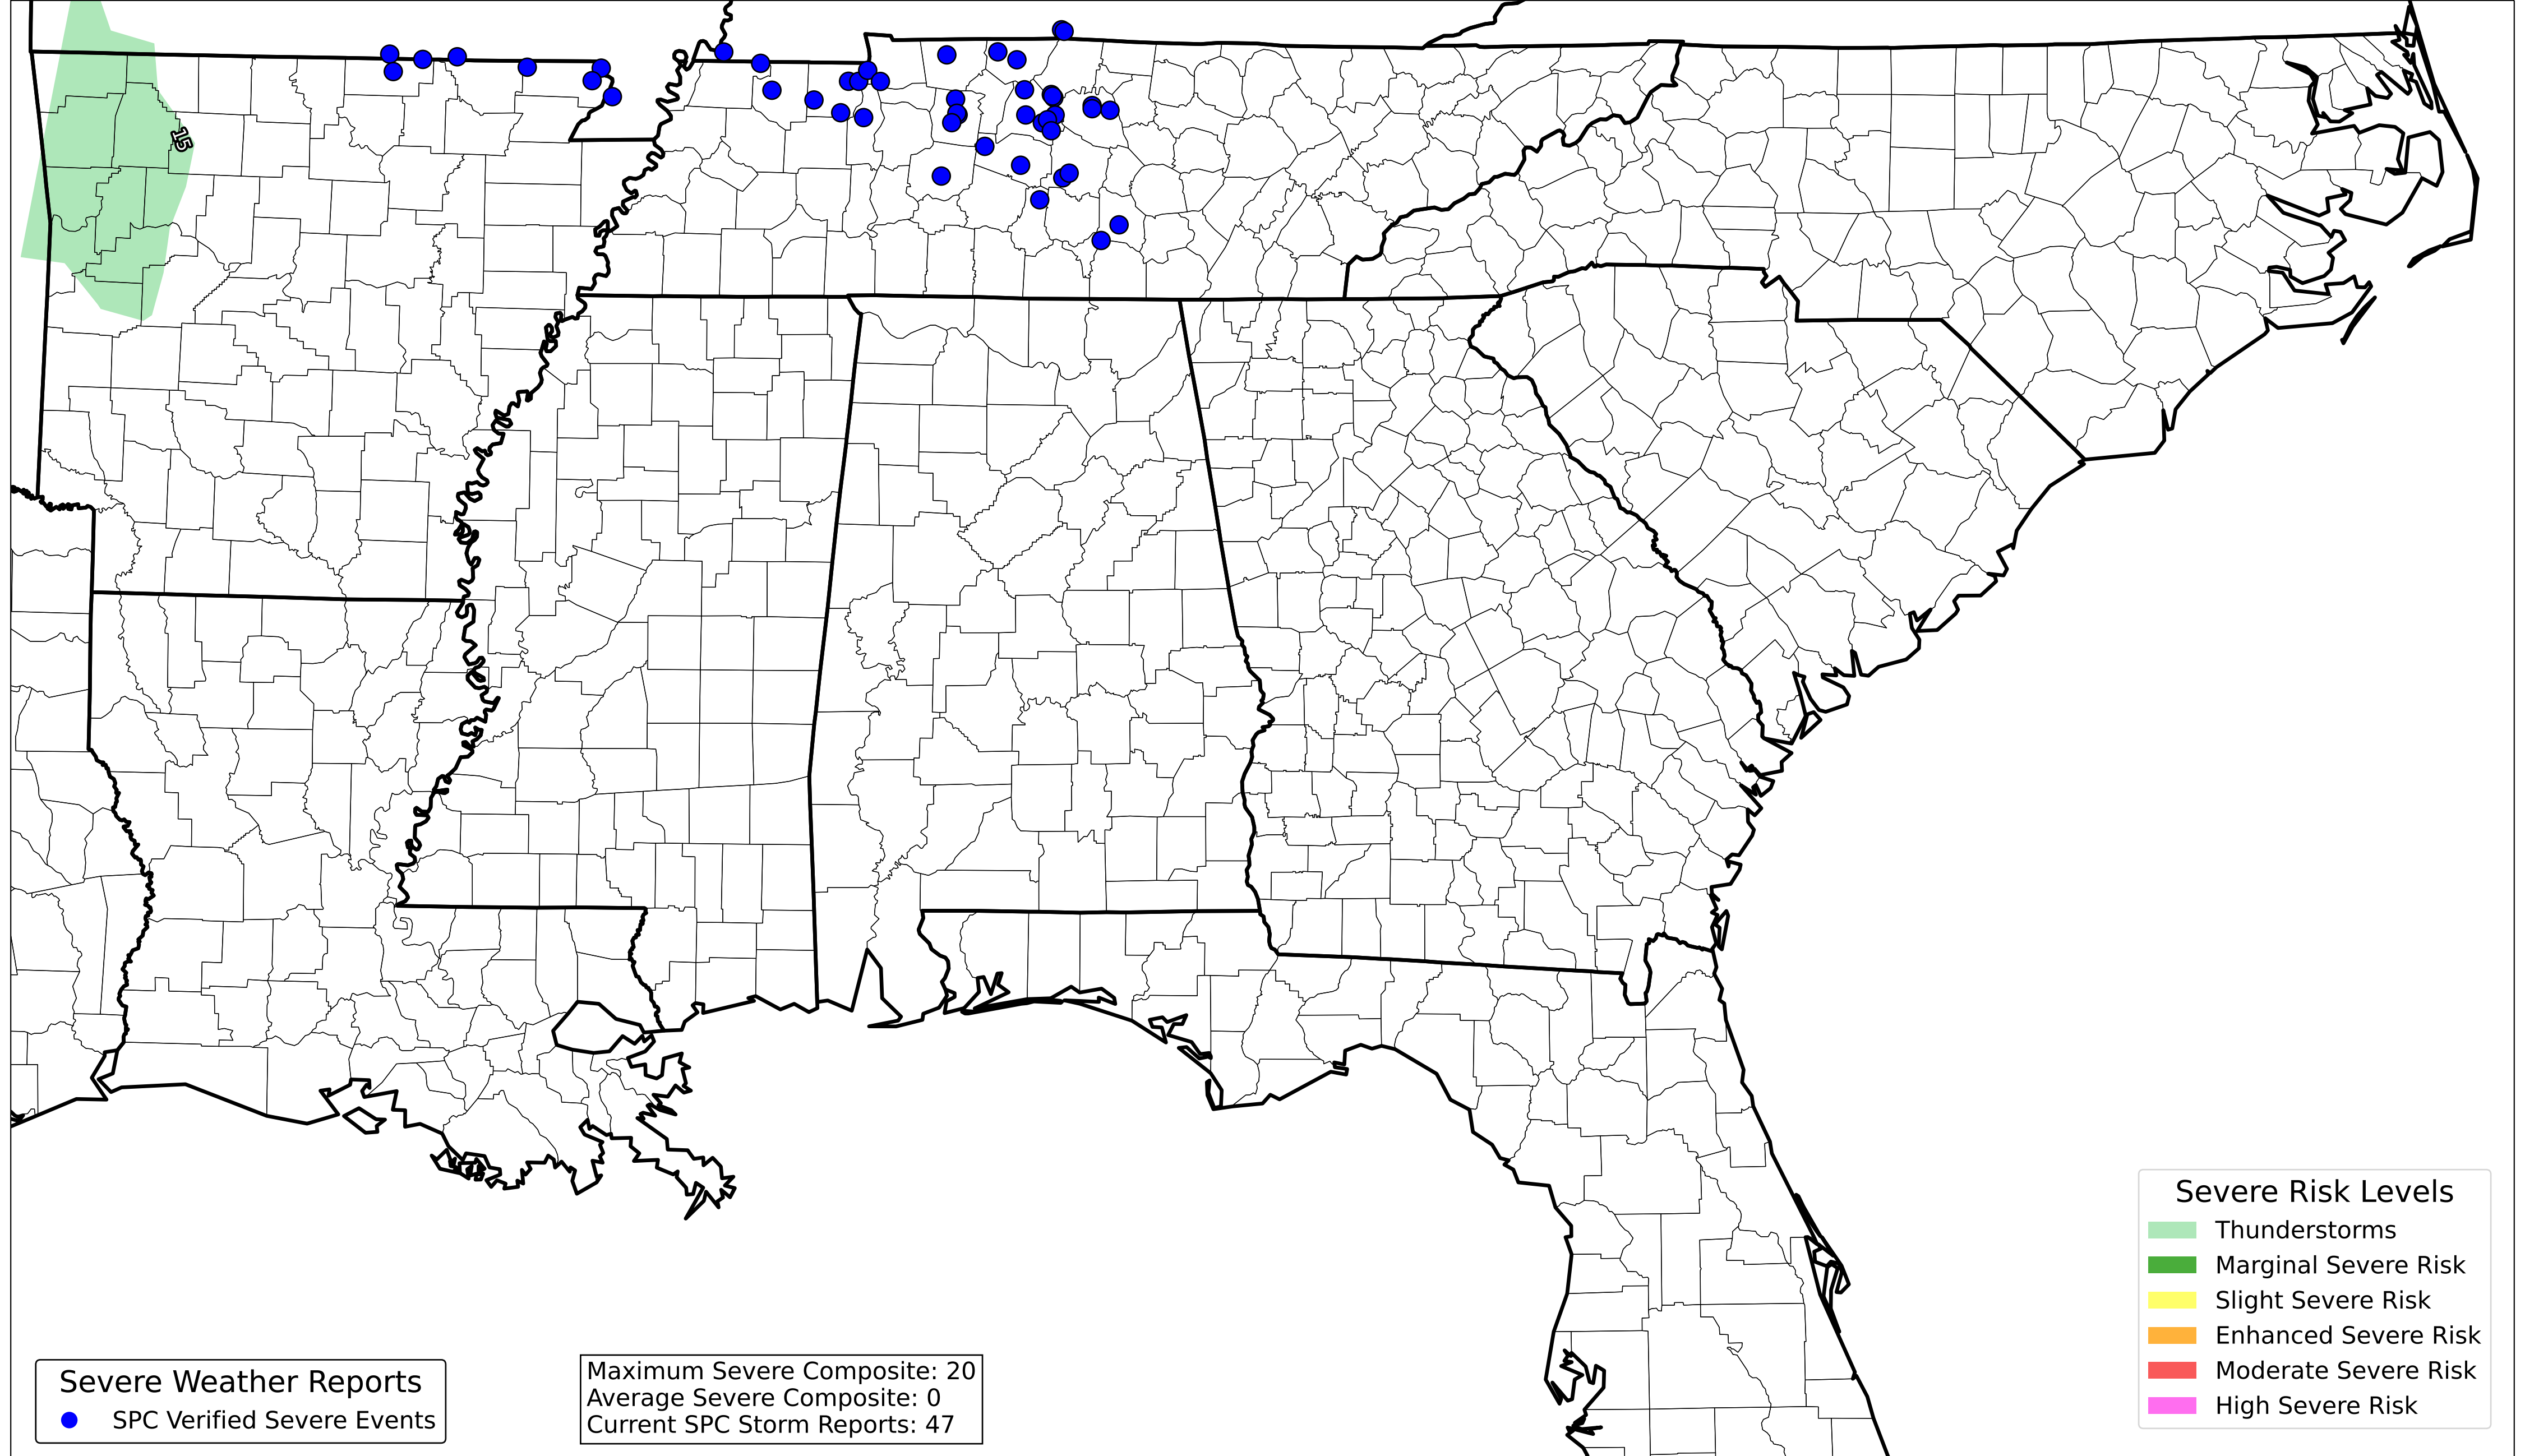 15
Severe Weather Reports
SPC Verified Severe Events
Maximum Severe Composite: 20
Average Severe Composite: 0
Current SPC Storm Reports: 47
Severe Risk Levels
Thunderstorms
Marginal Severe Risk
Slight Severe Risk
Enhanced Severe Risk
Moderate Severe Risk
High Severe Risk